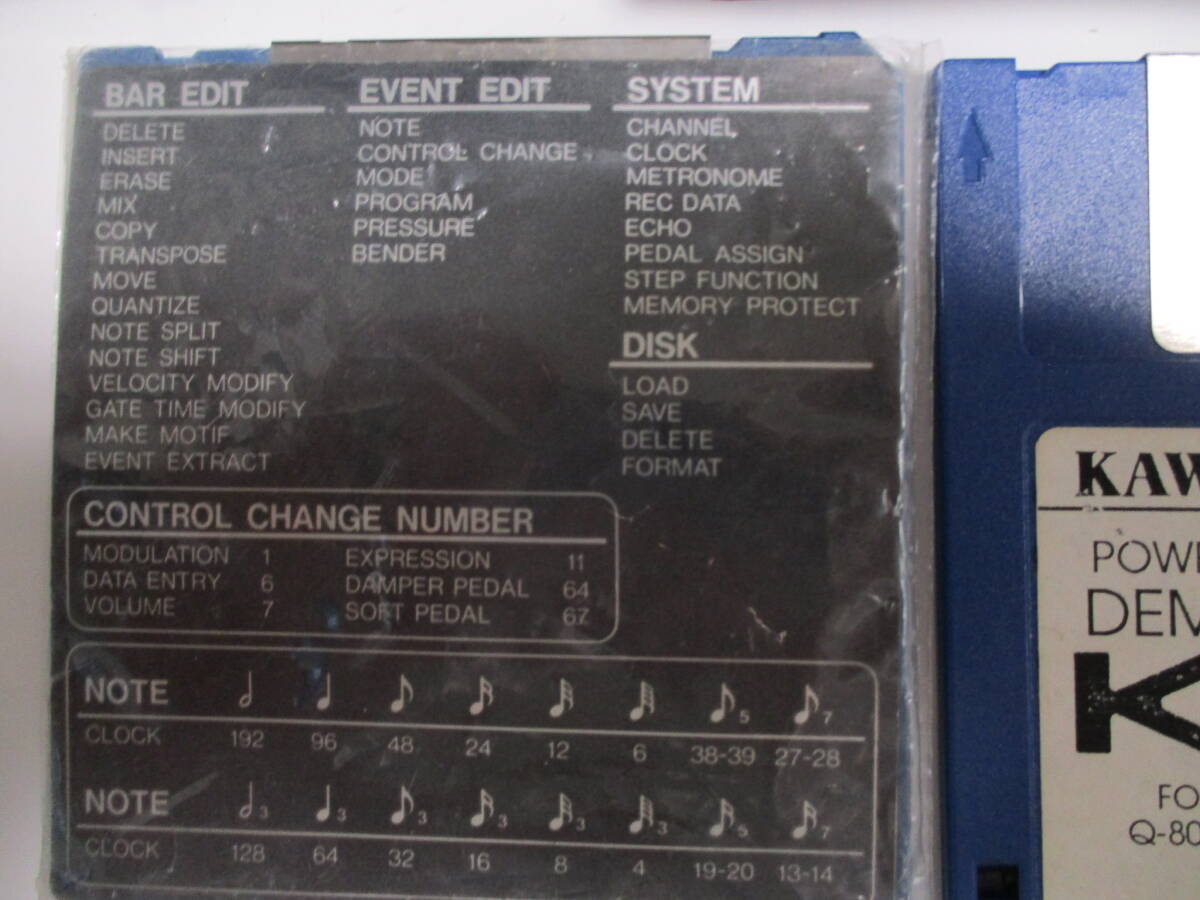 BAR EDIT
DELETE
INSERT
ERASE
MIX
COPY
TRANSPOSE
MOVE
QUANTIZE
NOTE SPLIT
NOTE SHIFT
VELOCITY MODIFY
GATE TIME MODIFY
MAKE MOTIF
EVENT EXTRACT
EVENT EDIT
NOTE
CONTROL CHANGE
MODE
PROGRAM
PRESSURE
BENDER
SYSTEM
CHANNEL
CLOCK
METRONOME
REC DATA
ECHO
PEDAL ASSIGN
STEP FUNCTION
MEMORY PROTECT
DISK
LOAD
SAVE
DELETE
FORMAT
CONTROL CHANGE NUMBER
MODULATION 1 EXPRESSION 11
DATA ENTRY 6 DAMPER PEDAL 64
VOLUME 7 SOFT PEDAL 67
NOTE 5 7
CLOCK 192 96 48 24 12 6 38-39 27-28
NOTE 3 3 3 3 3 3 5 7
CLOCK 128 64 32 16 8 4 19-20 13-14
KAW
POWE
DEM
K
FO
Q-80